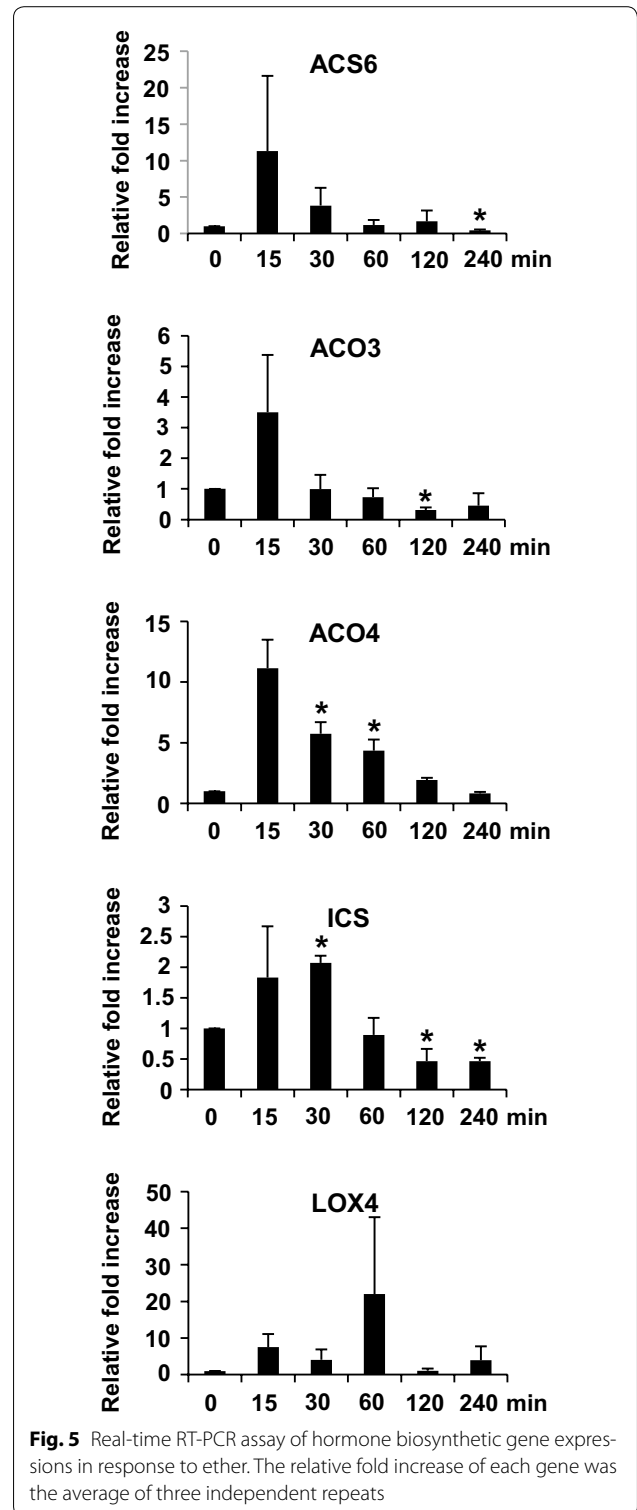 ACS6
Relative fold increase
25
20
15
10
5
0
*
0 15 30 60 120 240 min
ACO3
Relative fold increase
6
5
4
3
2
1
0
*
0 15 30 60 120 240 min
ACO4
Relative fold increase
15
10
5
0
* *
0 15 30 60 120 240 min
ICS
Relative fold increase
3
2.5
2
1.5
1
0.5
0
* * *
0 15 30 60 120 240 min
LOX4
Relative fold increase
50
40
30
20
10
0
0 15 30 60 120 240 min
Fig. 5 Real-time RT-PCR assay of hormone biosynthetic gene expres-
sions in response to ether. The relative fold increase of each gene was
the average of three independent repeats